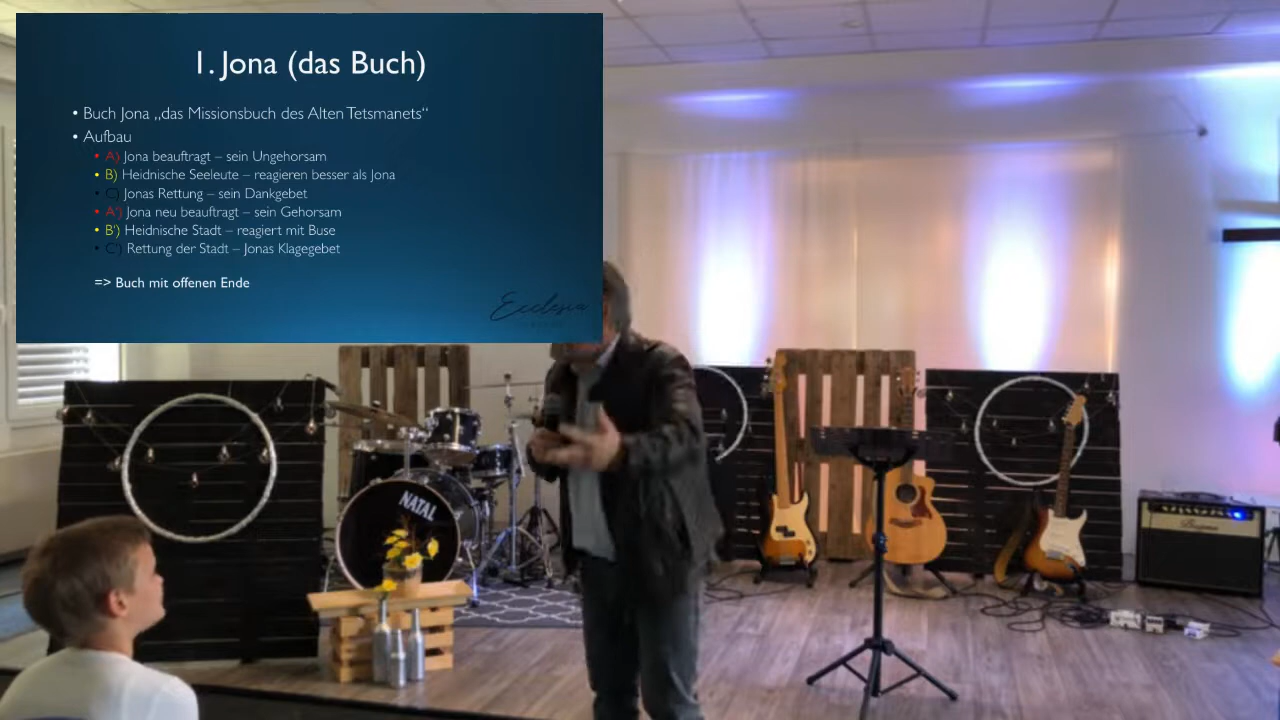 1. Jona (das Buch)
• Buch Jona „das Missionsbuch des Alten Tetsmanets“
• Aufbau
• A) Jona beauftragt – sein Ungehorsam
• B) Heidnische Seeleute – reagieren besser als Jona
• C) Jonas Rettung – sein Dankgebet
• A') Jona neu beauftragt – sein Gehorsam
• B') Heidnische Stadt – reagiert mit Buse
• C') Rettung der Stadt – Jonas Klagegebet
=> Buch mit offenen Ende
Ecclesia
NATAL